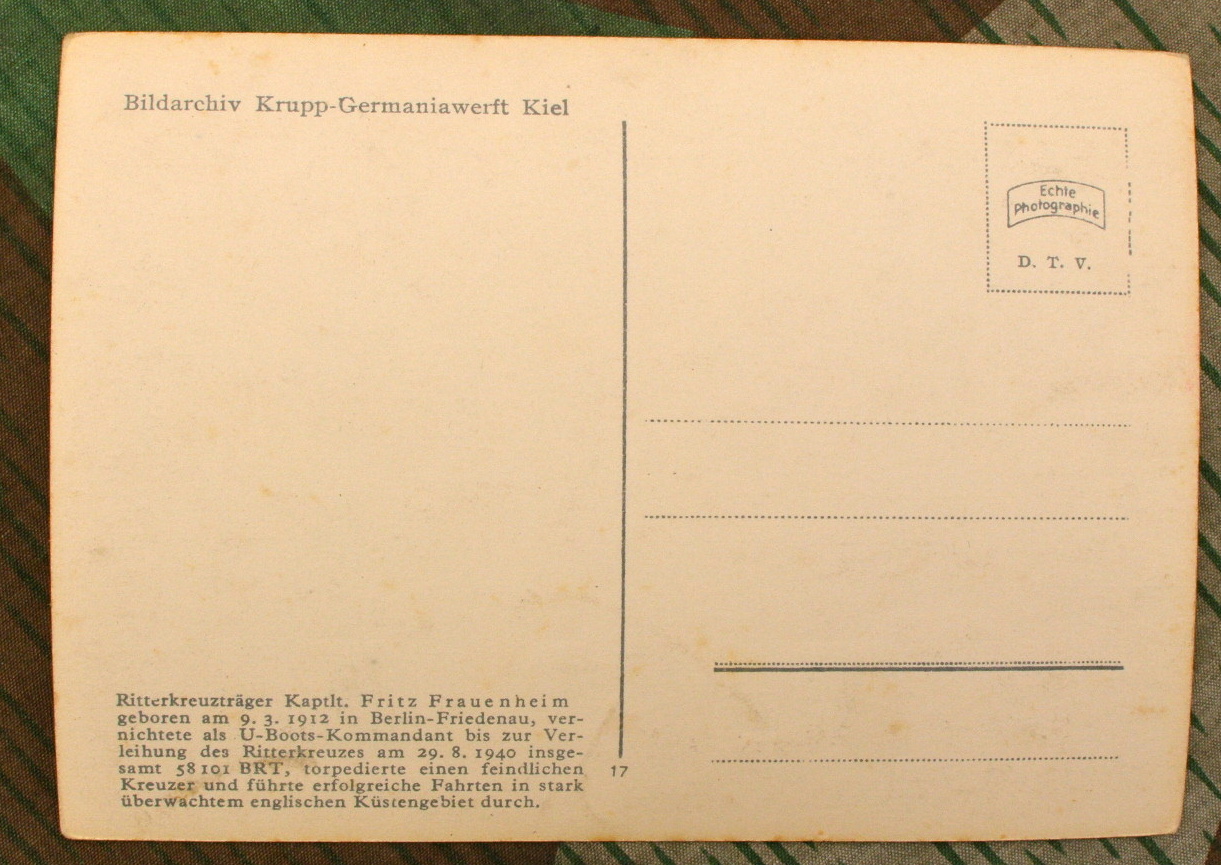 Bildarchiv Krupp-Germaniawerft Kiel
Echte
Photographie
D. T. V.
Ritterkreuzträger Kaptlt. Fritz Frauenheim
geboren am 9. 3. 1912 in Berlin-Friedenau, ver-
nichtete als U-Boots-Kommandant bis zur Ver-
leihung des Ritterkreuzes am 29. 8. 1940 insge-
samt 58101 BRT, torpedierte einen feindlichen
Kreuzer und führte erfolgreiche Fahrten in stark
überwachtem englischen Küstengebiet durch.
17